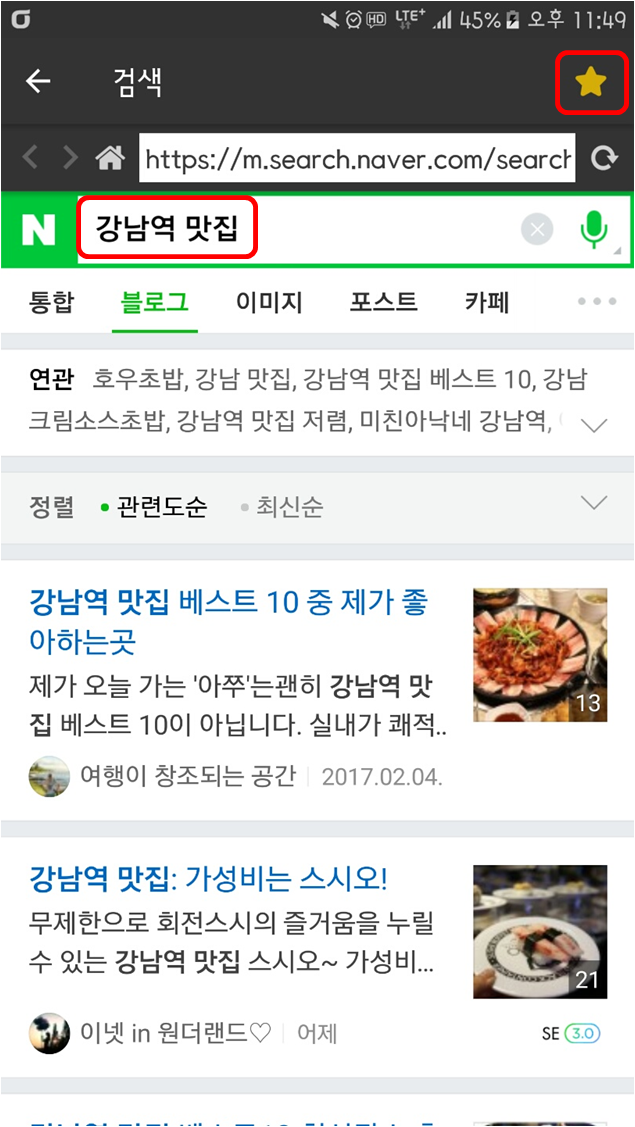 HD LTE+ 45% 오후 11:49
검색
https://m.search.naver.com/search
N 강남역 맛집
통합 블로그 이미지 포스트 카페
연관 호우초밥, 강남 맛집, 강남역 맛집 베스트 10, 강남
크림소스초밥, 강남역 맛집 저렴, 미친아낙네 강남역,
정렬 관련도순 최신순
강남역 맛집 베스트 10 중 제가 좋
아하는곳
제가 오늘 가는 '아쭈'는괜히 강남역 맛
집 베스트 10이 아닙니다. 실내가 쾌적..
13
여행이 창조되는 공간 2017.02.04.
강남역 맛집: 가성비는 스시오!
무제한으로 회전스시의 즐거움을 누릴
수 있는 강남역 맛집 스시오~ 가성비...
21
이넷 in 원더랜드♡ 어제 SE 3.0